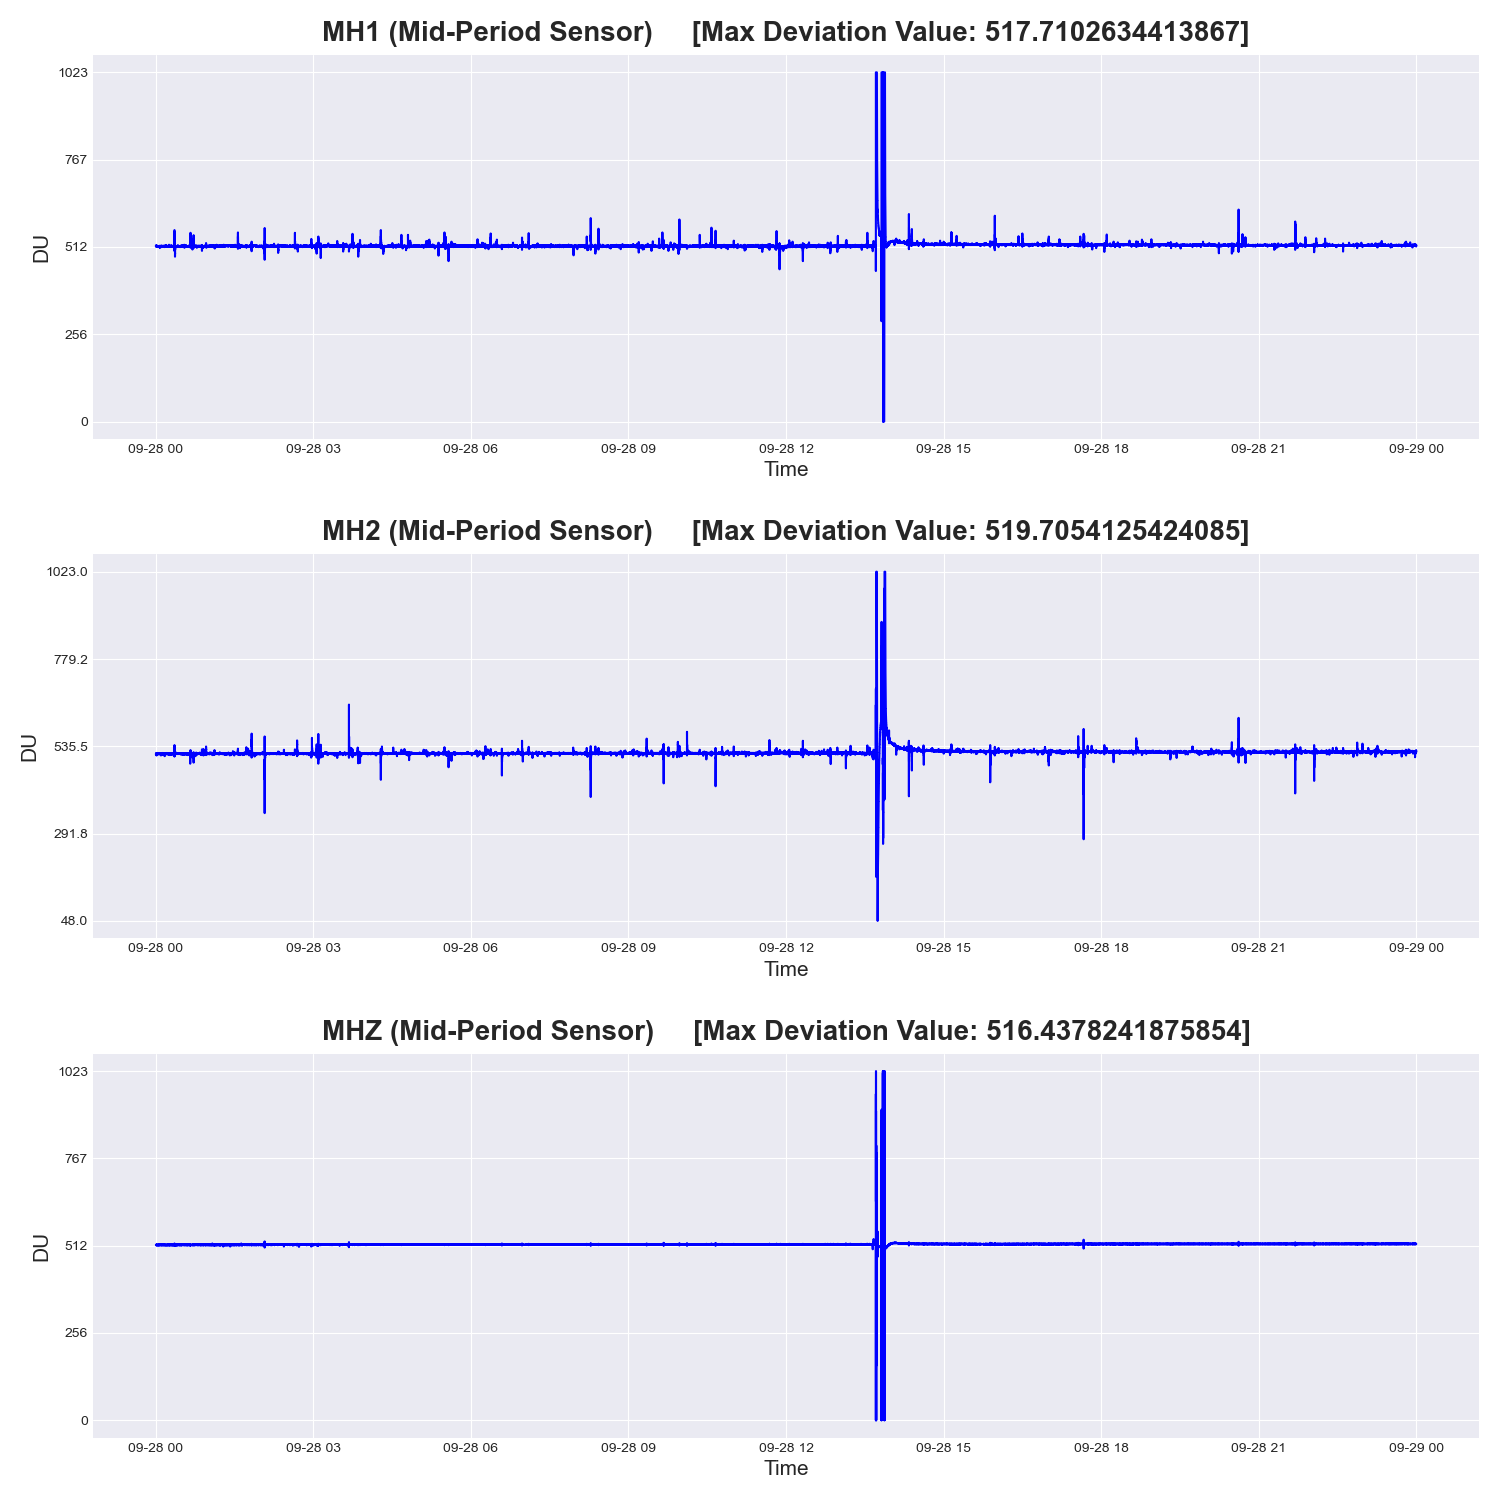 MH1 (Mid-Period Sensor) [Max Deviation Value: 517.7102634413867]
1023
767
512
256
0
DU
09-28 00 09-28 03 09-28 06 09-28 09 09-28 12 09-28 15 09-28 18 09-28 21 09-29 00
Time
MH2 (Mid-Period Sensor) [Max Deviation Value: 519.7054125424085]
1023.0
779.2
535.5
291.8
48.0
DU
09-28 00 09-28 03 09-28 06 09-28 09 09-28 12 09-28 15 09-28 18 09-28 21 09-29 00
Time
MHZ (Mid-Period Sensor) [Max Deviation Value: 516.4378241875854]
1023
767
512
256
0
DU
09-28 00 09-28 03 09-28 06 09-28 09 09-28 12 09-28 15 09-28 18 09-28 21 09-29 00
Time